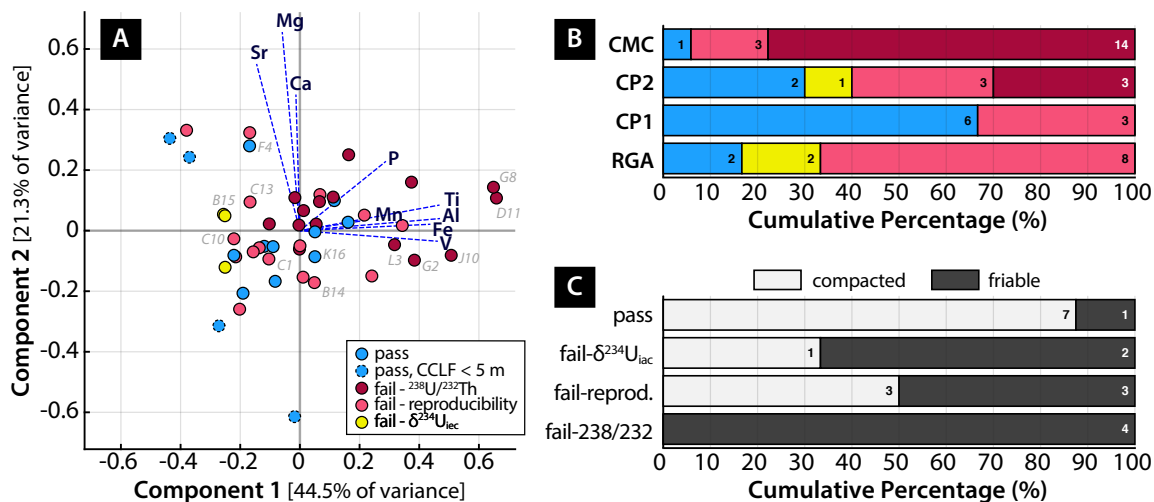 A
Component 2 [21.3% of variance]
0.6
0.4
0.2
0
-0.2
-0.4
-0.6
-0.6 -0.4 -0.2 0 0.2 0.4 0.6
Component 1 [44.5% of variance]
Mg
Sr
Ca
P
Ti
Mn
Al
Fe
V
F4
G8
C13
B15
D11
C10
C1
K16
L3
G2
J10
B14
pass
pass, CCLF < 5 m
fail - ²³⁸U/²³²Th
fail - reproducibility
fail - δ²³⁴Uᵢₑc
B
CMC 1 3 14
CP2 2 1 3 3
CP1 6 3
RGA 2 2 8
0 10 20 30 40 50 60 70 80 90 100
Cumulative Percentage (%)
C
compacted friable
pass 7 1
fail-δ²³⁴Uᵢₐc 1 2
fail-reprod. 3 3
fail-238/232 4
0 10 20 30 40 50 60 70 80 90 100
Cumulative Percentage (%)